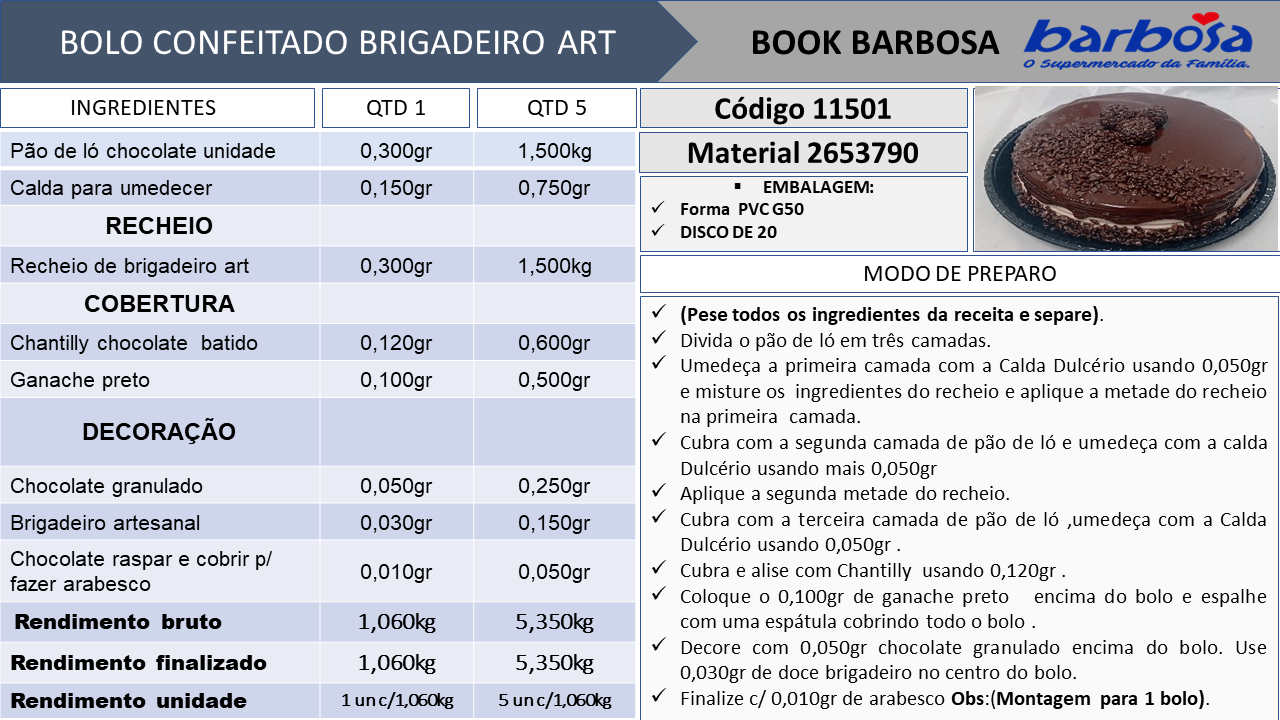 BOLO CONFEITADO BRIGADEIRO ART
BOOK BARBOSA
barbosa
O Supermercado da Família.
INGREDIENTES QTD 1 QTD 5
Pão de ló chocolate unidade 0,300gr 1,500kg
Calda para umedecer 0,150gr 0,750gr
RECHEIO
Recheio de brigadeiro art 0,300gr 1,500kg
COBERTURA
Chantilly chocolate batido 0,120gr 0,600gr
Ganache preto 0,100gr 0,500gr
DECORAÇÃO
Chocolate granulado 0,050gr 0,250gr
Brigadeiro artesanal 0,030gr 0,150gr
Chocolate raspar e cobrir p/
fazer arabesco 0,010gr 0,050gr
Rendimento bruto 1,060kg 5,350kg
Rendimento finalizado 1,060kg 5,350kg
Rendimento unidade 1 un c/1,060kg 5 un c/1,060kg
Código 11501
Material 2653790
▪ EMBALAGEM:
✓ Forma PVC G50
✓ DISCO DE 20
MODO DE PREPARO
✓ (Pese todos os ingredientes da receita e separe).
✓ Divida o pão de ló em três camadas.
✓ Umedeça a primeira camada com a Calda Dulcério usando 0,050gr
e misture os ingredientes do recheio e aplique a metade do recheio
na primeira camada.
✓ Cubra com a segunda camada de pão de ló e umedeça com a calda
Dulcério usando mais 0,050gr
✓ Aplique a segunda metade do recheio.
✓ Cubra com a terceira camada de pão de ló ,umedeça com a Calda
Dulcério usando 0,050gr .
✓ Cubra e alise com Chantilly usando 0,120gr .
✓ Coloque o 0,100gr de ganache preto encima do bolo e espalhe
com uma espátula cobrindo todo o bolo .
✓ Decore com 0,050gr chocolate granulado encima do bolo. Use
0,030gr de doce brigadeiro no centro do bolo.
✓ Finalize c/ 0,010gr de arabesco Obs:(Montagem para 1 bolo).